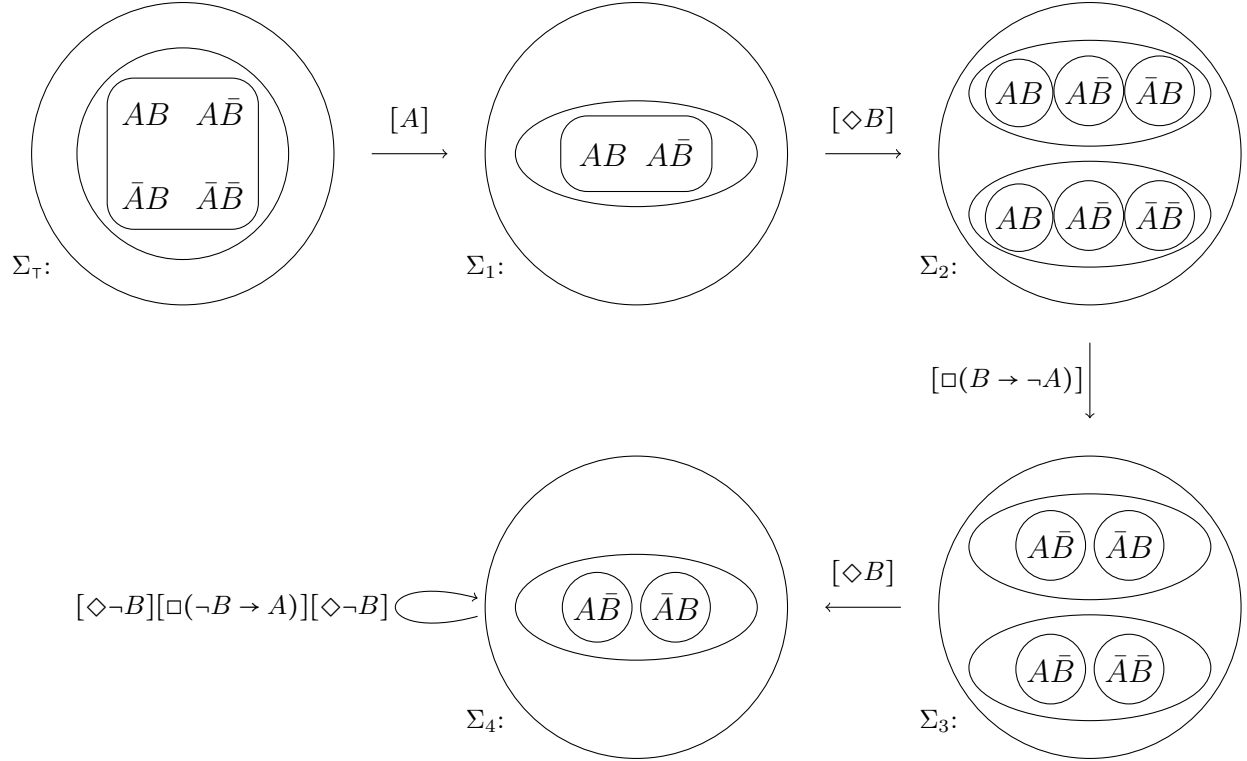 AB AB̄
ĀB ĀB̄
Σ⊤:
[A]
AB AB̄
Σ₁:
[◇B]
AB AB̄ ĀB
AB AB̄ ĀB̄
Σ₂:
[□(B → ¬A)]
AB̄ ĀB
AB̄ ĀB̄
Σ₃:
[◇B]
AB̄ ĀB
Σ₄:
[◇¬B][□(¬B → A)][◇¬B]